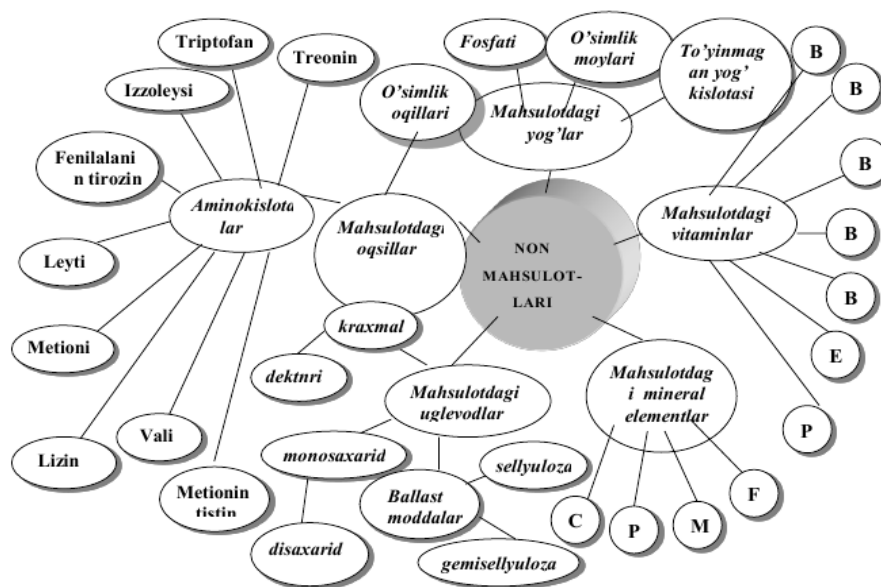 Triptofan
Treonin
Izzoleysi
Fenilalani
n tirozin
Aminokislota
lar
Leyti
Metioni
Lizin
Vali
Metionin
tistin
O'simlik
oqillari
Mahsulotdagi
oqsillar
Fosfati
O'simlik
moylari
To'yinmag
an yog'
kislotasi
Mahsulotdagi
yog'lar
NON
MAHSULOT-
LARI
Mahsulotdagi
vitaminlar
B
B
B
B
B
E
P
kraxmal
dektnri
Mahsulotdagi
uglevodlar
monosaxarid
disaxarid
Ballast
moddalar
sellyuloza
gemisellyuloza
Mahsulotdag
i mineral
elementlar
C
P
M
F